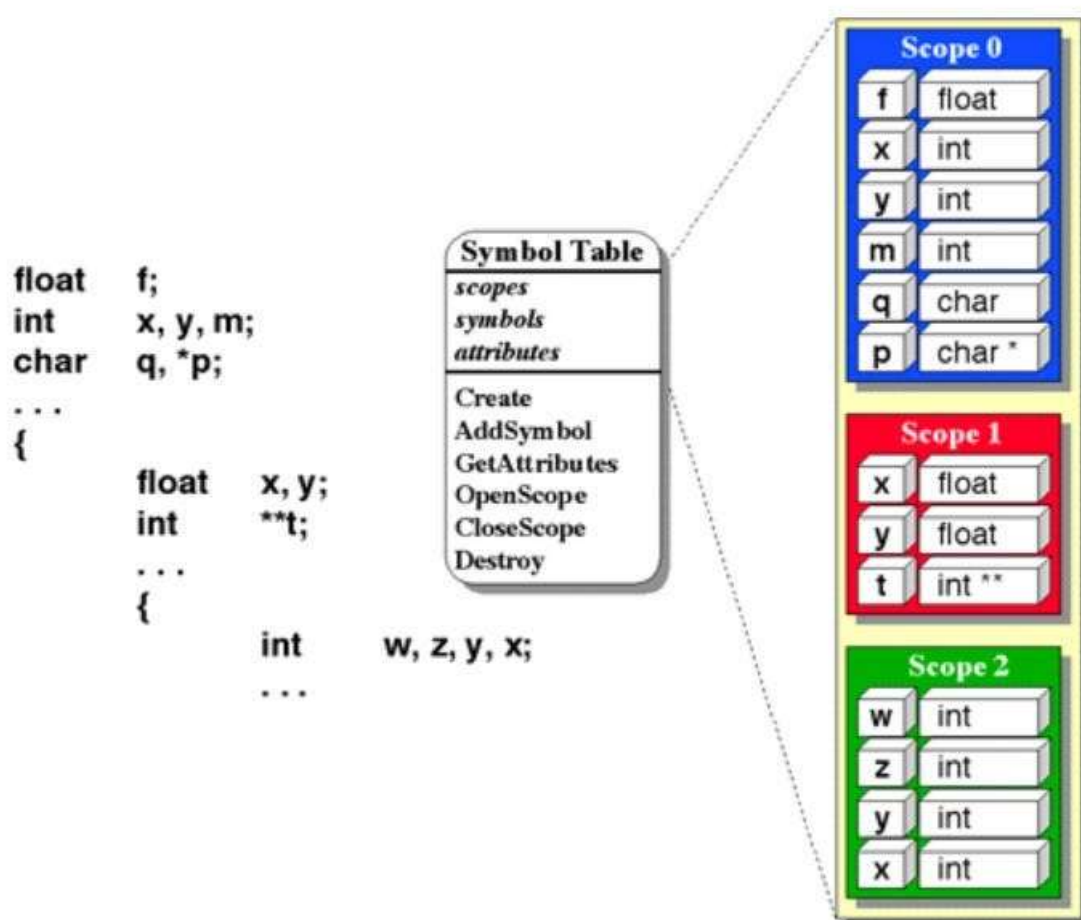 float f;
int x, y, m;
char q, *p;
. . .
{
float x, y;
int **t;
. . .
{
int w, z, y, x;
. . .
Symbol Table
scopes
symbols
attributes
Create
AddSymbol
GetAttributes
OpenScope
CloseScope
Destroy
Scope 0
f float
x int
y int
m int
q char
p char *
Scope 1
x float
y float
t int **
Scope 2
w int
z int
y int
x int